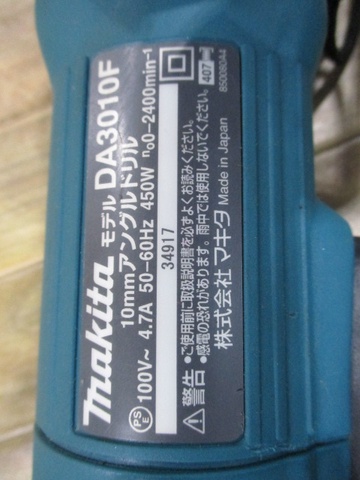 makita モデル DA3010F
10mmアングルドリル
100V~ 4.7A 50-60Hz 450W n₀0-2400min⁻¹
PS
E
34917
警告
•ご使用前に取扱説明書を必ずよくお読みください。
•感電の恐れがあります。雨中では使用しないでください。
株式会社 マキタ Made in Japan
407
850080A4